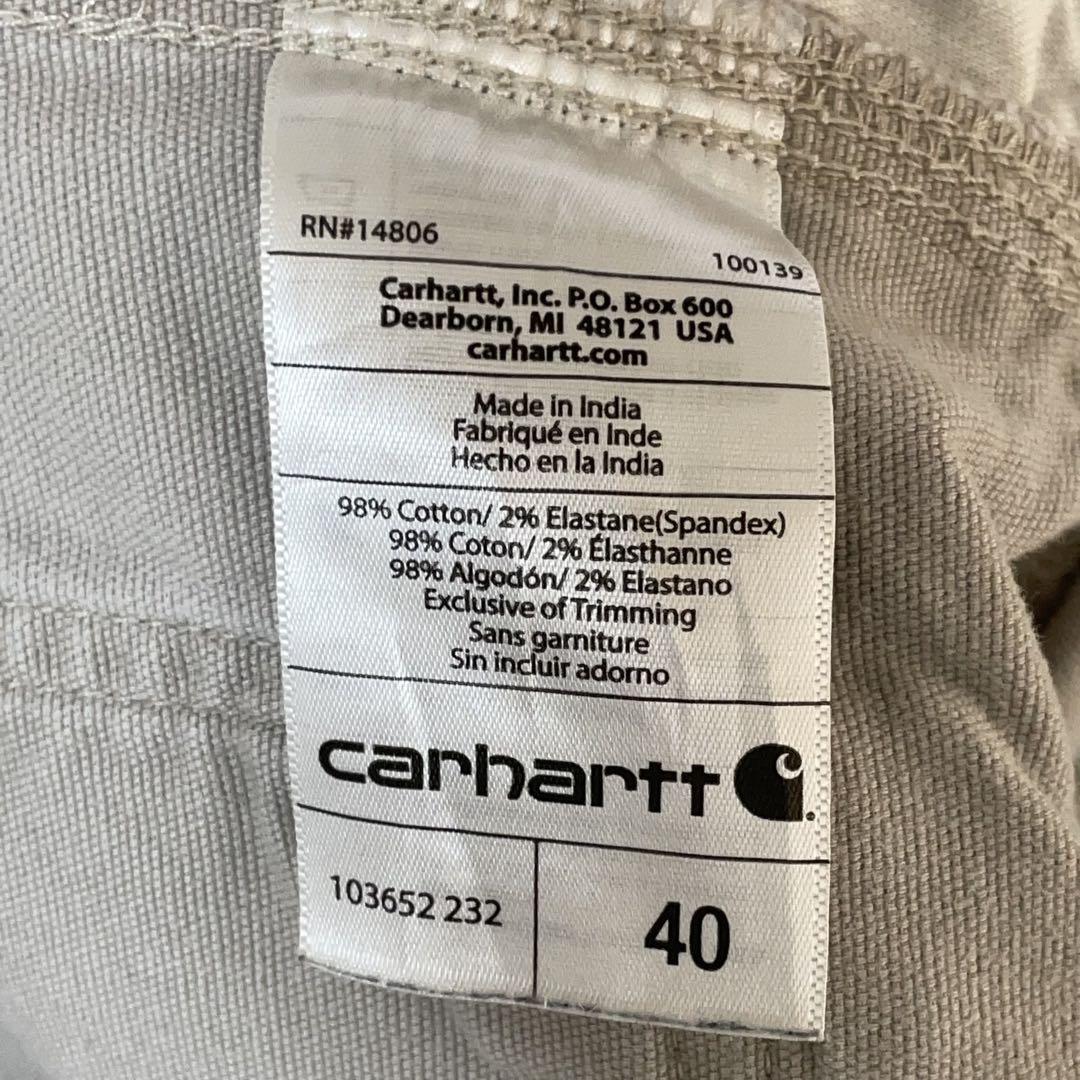 RN#14806
100139
Carhartt, Inc. P.O. Box 600
Dearborn, MI 48121 USA
carhartt.com
Made in India
Fabriqué en Inde
Hecho en la India
98% Cotton/ 2% Elastane(Spandex)
98% Coton/ 2% Élasthanne
98% Algodón/ 2% Elastano
Exclusive of Trimming
Sans garniture
Sin incluir adorno
carhartt
103652 232
40